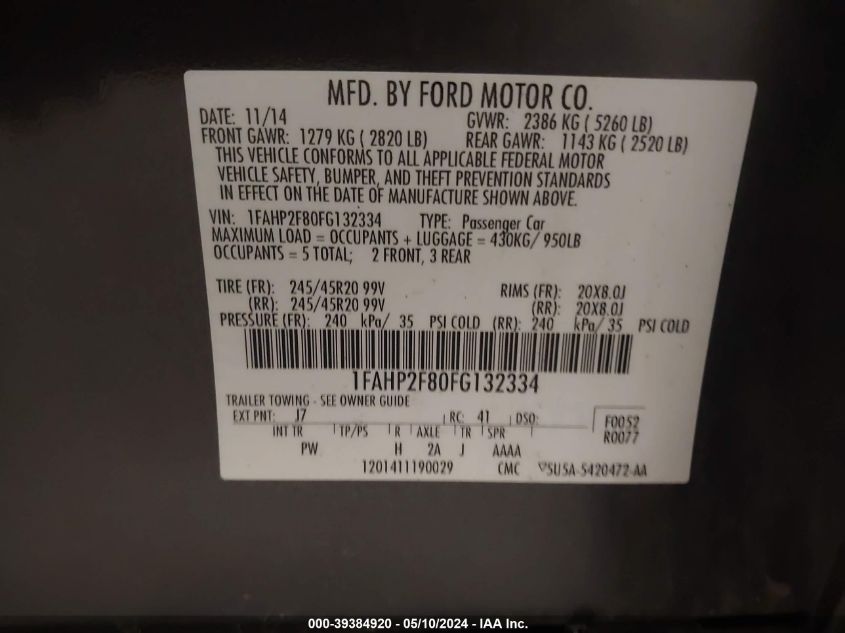 MFD. BY FORD MOTOR CO.
DATE: 11/14 GVWR: 2386 KG ( 5260 LB)
FRONT GAWR: 1279 KG ( 2820 LB) REAR GAWR: 1143 KG ( 2520 LB)
THIS VEHICLE CONFORMS TO ALL APPLICABLE FEDERAL MOTOR
VEHICLE SAFETY, BUMPER, AND THEFT PREVENTION STANDARDS
IN EFFECT ON THE DATE OF MANUFACTURE SHOWN ABOVE.
VIN: 1FAHP2F80FG132334 TYPE: Passenger Car
MAXIMUM LOAD = OCCUPANTS + LUGGAGE = 430KG/ 950LB
OCCUPANTS = 5 TOTAL; 2 FRONT, 3 REAR
TIRE (FR): 245/45R20 99V RIMS (FR): 20X8.0J
(RR): 245/45R20 99V (RR): 20X8.0J
PRESSURE (FR): 240 kPa/ 35 PSI COLD (RR): 240 kPa/ 35 PSI COLD
1FAHP2F80FG132334
TRAILER TOWING - SEE OWNER GUIDE
EXT PNT: J7 RC: 41 DSO: F0052
INT TR TP/PS R AXLE TR SPR R0077
PW H 2A J AAAA
1201411190029 CMC 5U5A-5420472-AA
000-39384920 - 05/10/2024 - IAA Inc.